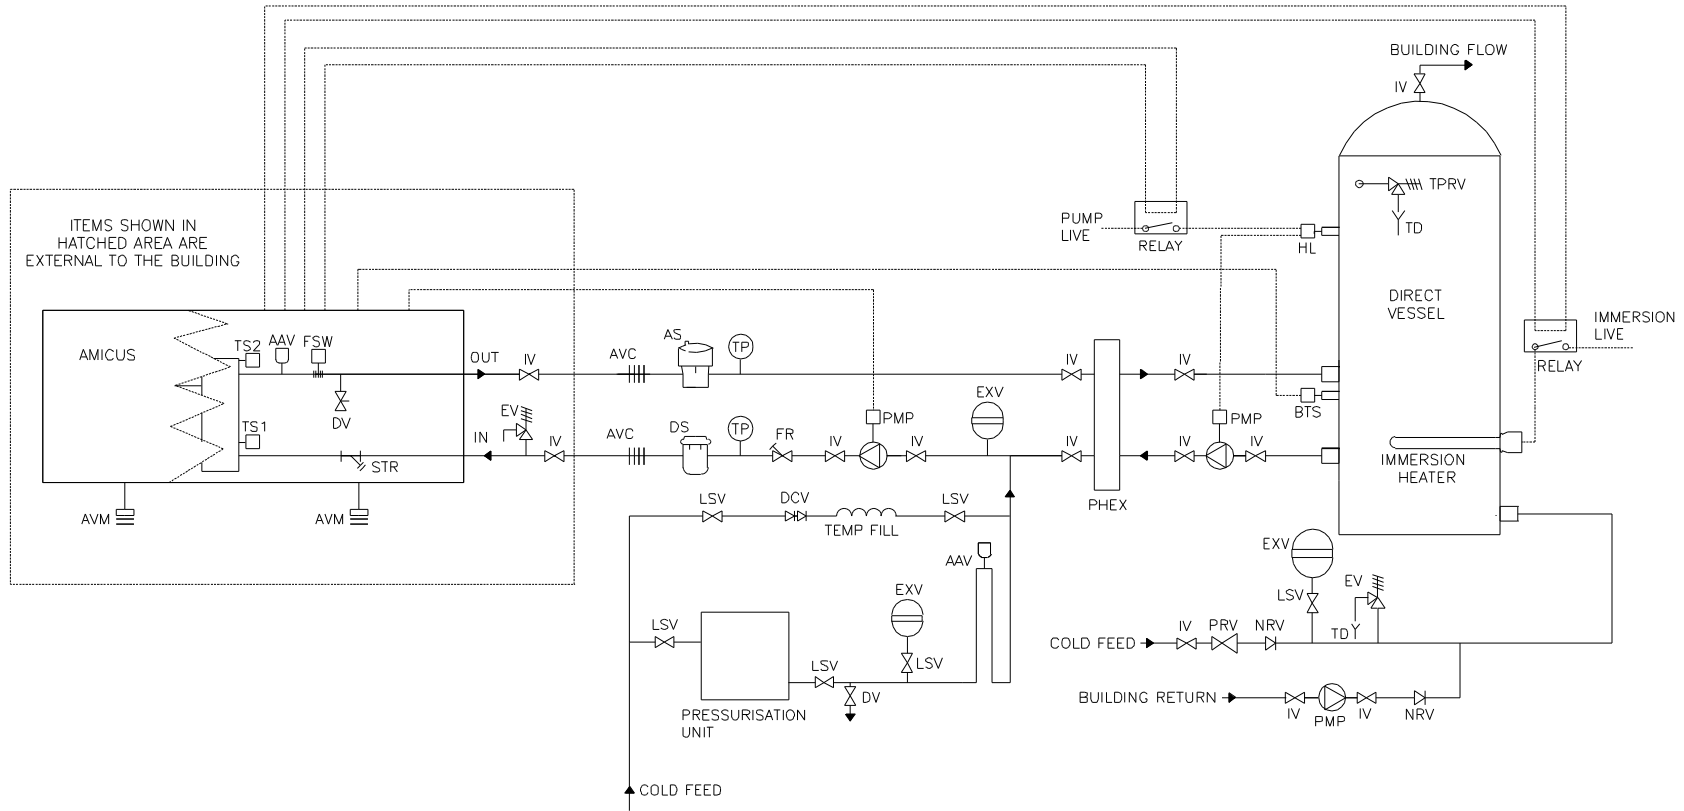 BUILDING FLOW
IV
TPRV
TD
ITEMS SHOWN IN
HATCHED AREA ARE
EXTERNAL TO THE BUILDING
PUMP
LIVE
RELAY
HL
DIRECT
VESSEL
IMMERSION
LIVE
RELAY
AMICUS
TS2
AAV
FSW
DV
OUT
IV
AVC
AS
TP
IV
IV
BTS
TS1
STR
IN
EV
IV
AVC
DS
TP
FR
IV
PMP
IV
EXV
IV
IV
PMP
IV
IMMERSION
HEATER
PHEX
AVM
AVM
LSV
DCV
TEMP FILL
LSV
AAV
EXV
LSV
LSV
LSV
DV
PRESSURISATION
UNIT
COLD FEED
EXV
LSV
EV
TD
COLD FEED
IV
PRV
NRV
BUILDING RETURN
IV
PMP
IV
NRV